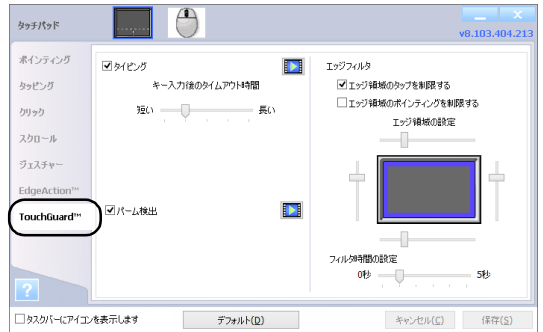 タッチパッド
v8.103.404.213
ポインティング
タッピング
クリック
スクロール
ジェスチャー
EdgeAction™
TouchGuard™
タイピング
キー入力後のタイムアウト時間
短い
長い
パーム検出
エッジフィルタ
エッジ領域のタップを制限する
エッジ領域のポインティングを制限する
エッジ領域の設定
フィルタ時間の設定
0秒
5秒
?
タスクバーにアイコンを表示します
デフォルト(D)
キャンセル(C)
保存(S)